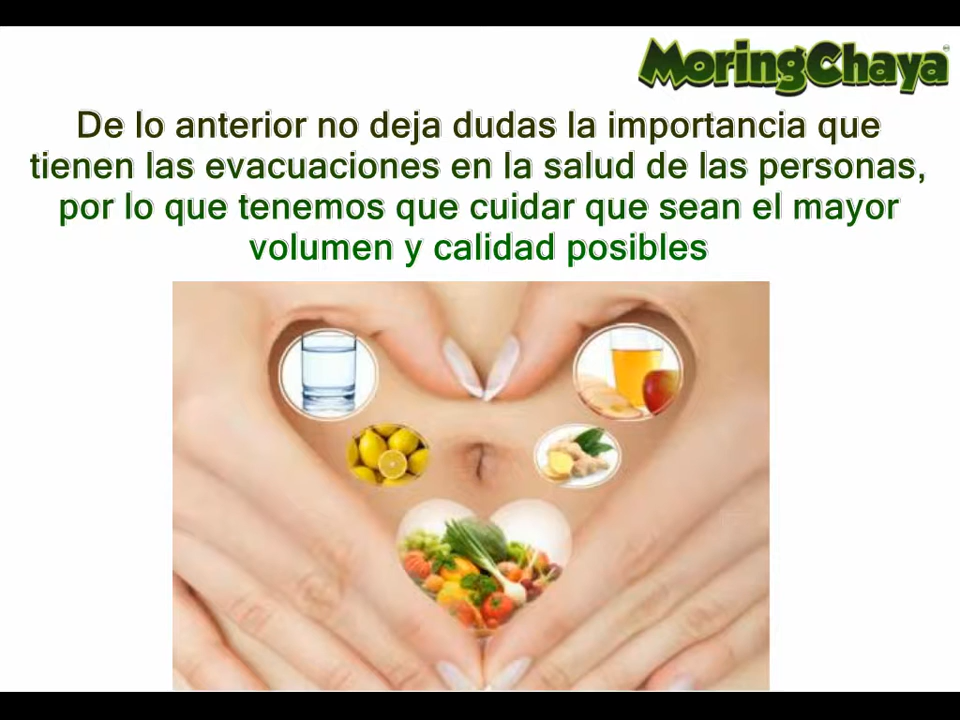 MoringChaya
De lo anterior no deja dudas la importancia que
tienen las evacuaciones en la salud de las personas,
por lo que tenemos que cuidar que sean el mayor
volumen y calidad posibles